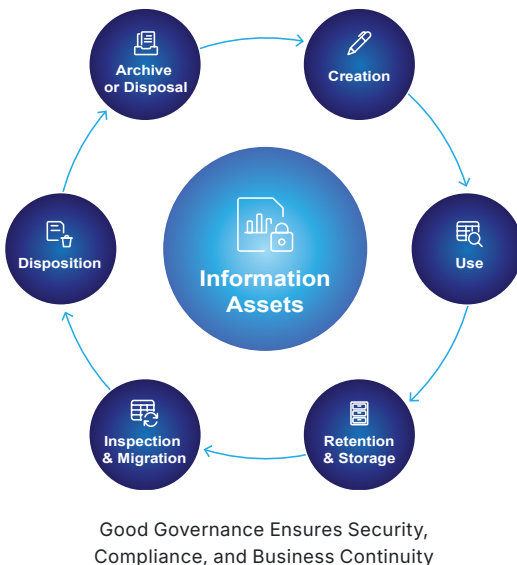 Archive
or Disposal
Creation
Disposition
Information
Assets
Use
Inspection
& Migration
Retention
& Storage
Good Governance Ensures Security,
Compliance, and Business Continuity